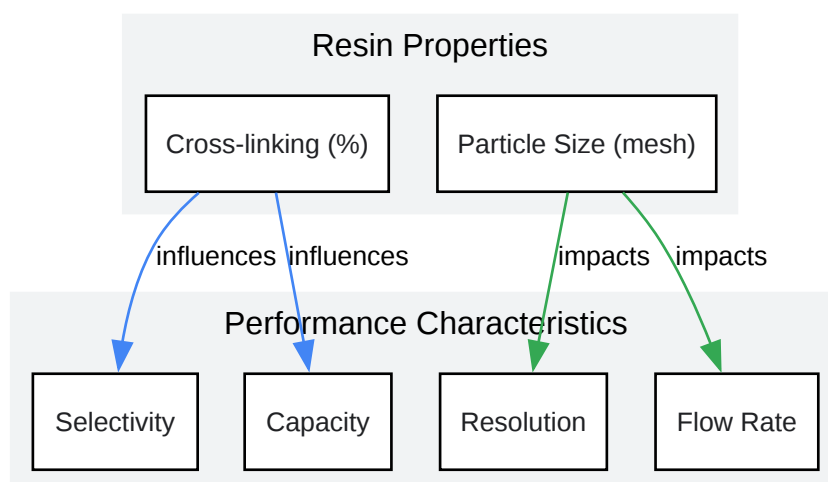 Resin Properties
Cross-linking (%)
Particle Size (mesh)
influences
influences
impacts
impacts
Performance Characteristics
Selectivity
Capacity
Resolution
Flow Rate